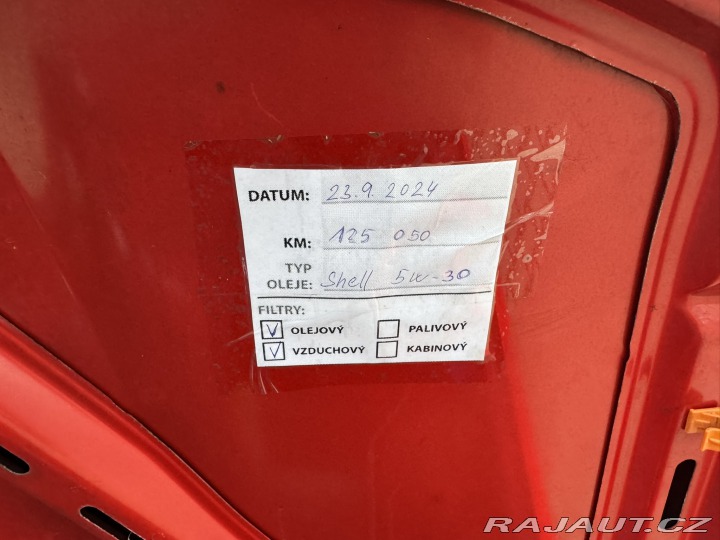 DATUM: 23.9.2024
KM: 125 050
TYP
OLEJE: Shell 5W-30
FILTRY:
OLEJOVÝ PALIVOVÝ
VZDUCHOVÝ KABINOVÝ
RAJAUT.CZ